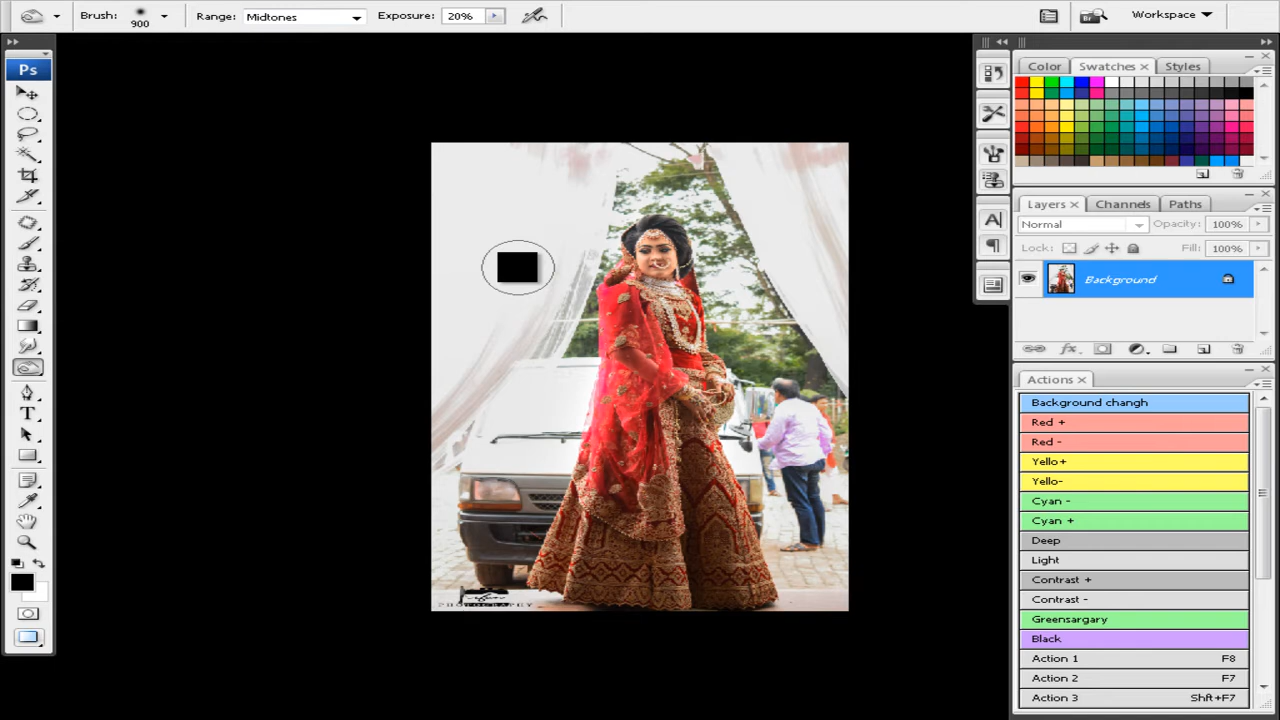 Brush:
900
Range: Midtones
Exposure: 20%
Workspace
Ps
Color
Swatches
Styles
Layers
Channels
Paths
Normal
Opacity: 100%
Lock:
Fill: 100%
Background
Actions
Background changh
Red +
Red -
Yello+
Yello-
Cyan -
Cyan +
Deep
Light
Contrast +
Contrast -
Greensargary
Black
Action 1 F8
Action 2 F7
Action 3 Shft+F7
PHOTOGRAPHY